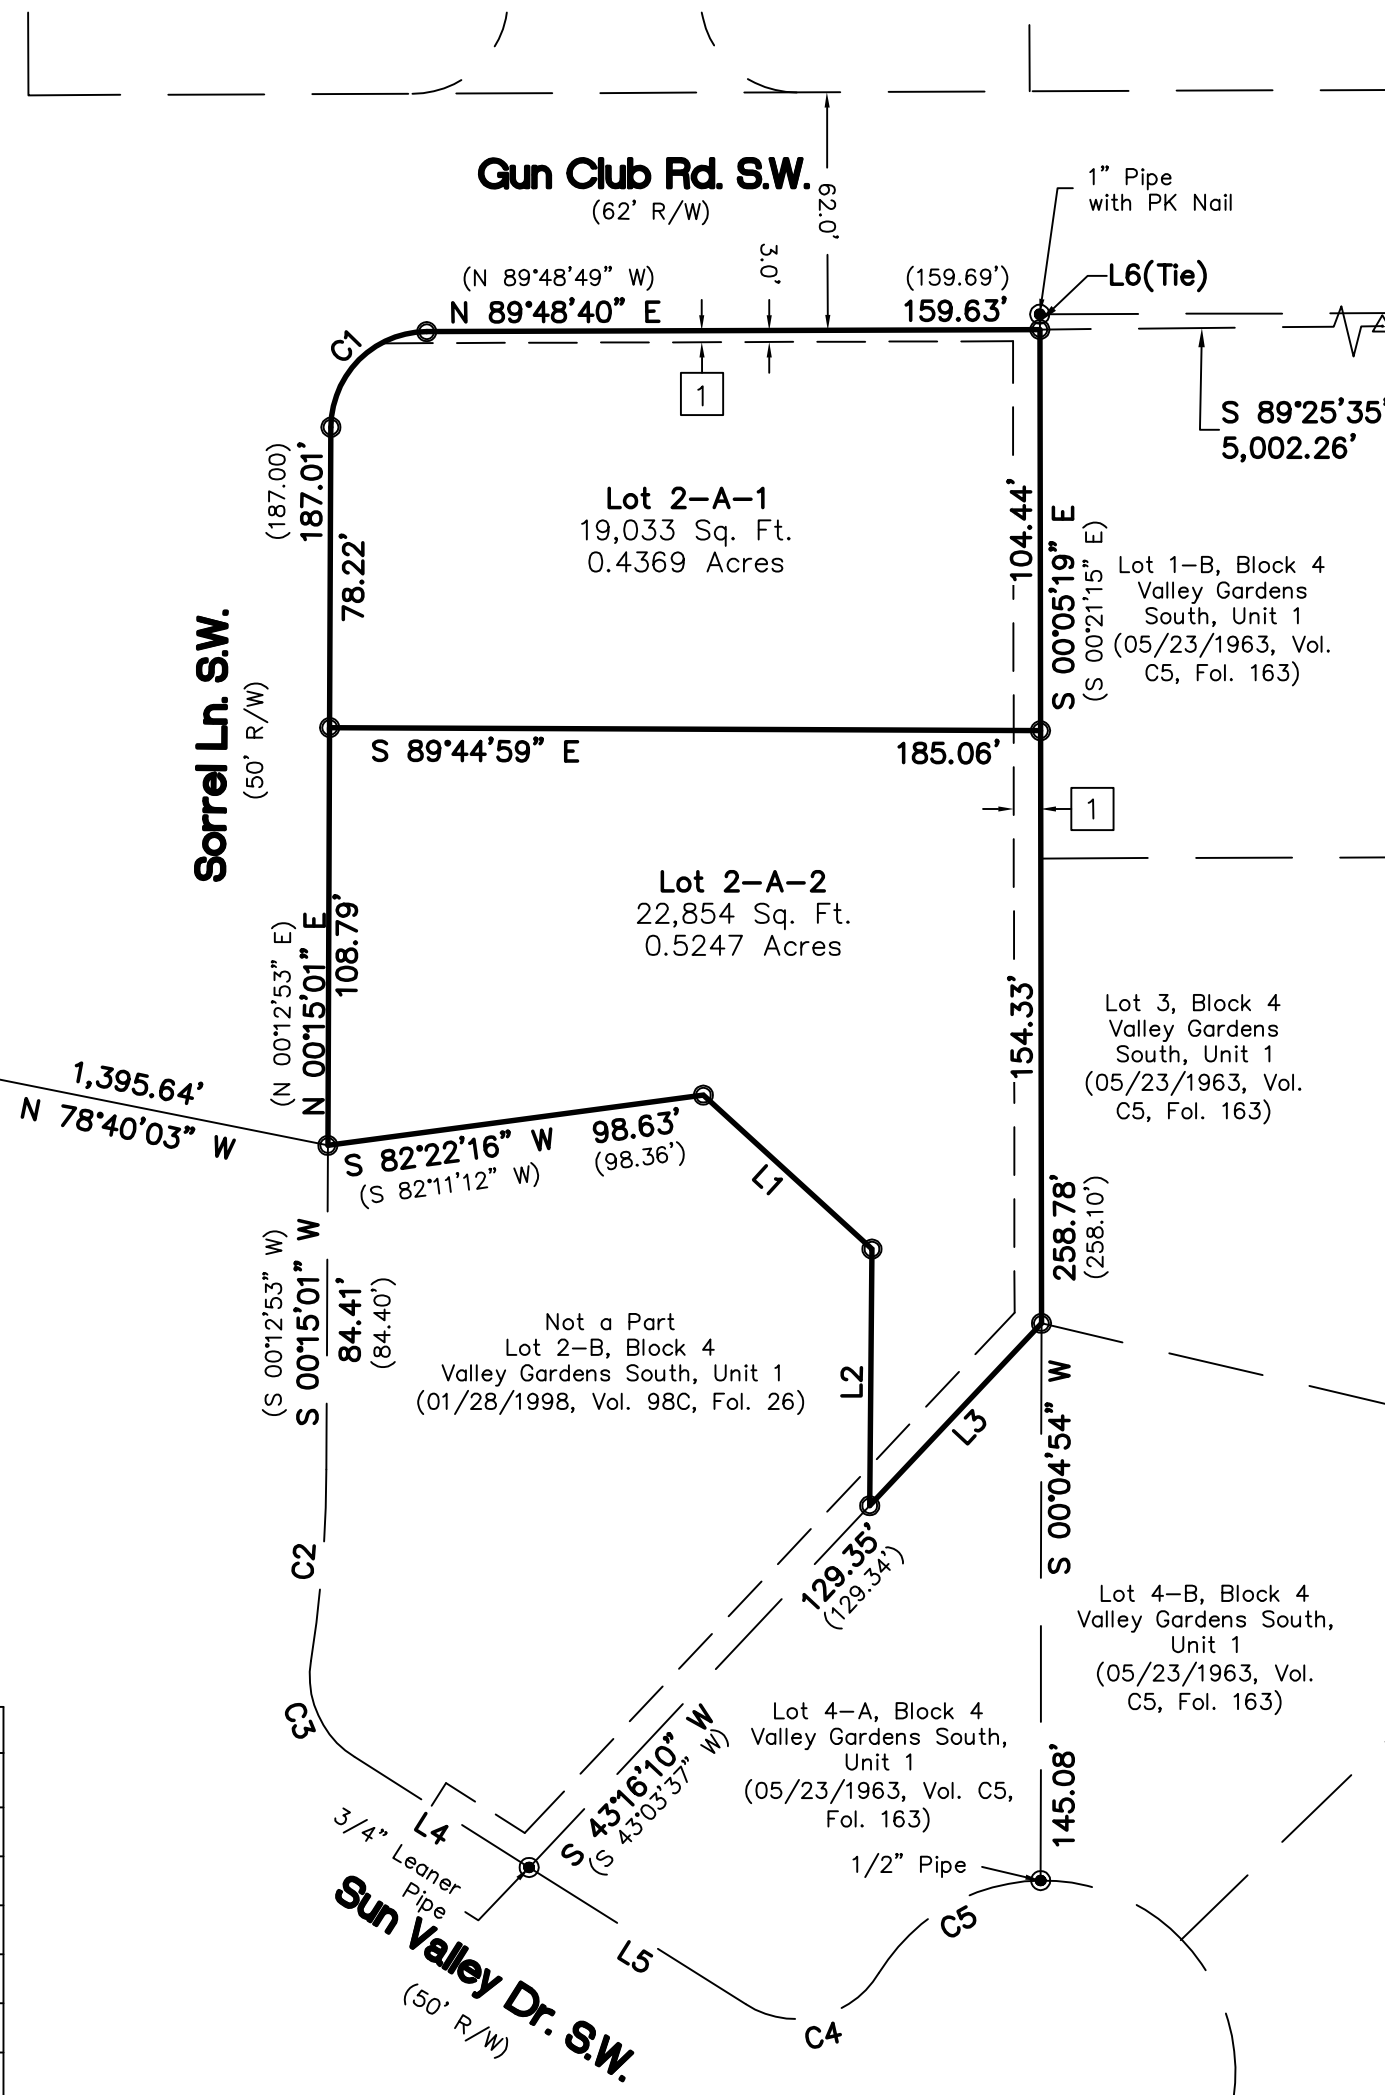 Gun Club Rd. S.W.
(62' R/W)
62.0'
3.0'
1" Pipe
with PK Nail
L6(Tie)
(N 89°48'49" W)
N 89°48'40" E
(159.69')
159.63'
C1
1
S 89°25'35"
5,002.26'
(187.00)
187.01'
78.22'
Lot 2-A-1
19,033 Sq. Ft.
0.4369 Acres
104.44'
S 00°05'19" E
(S 00°21'15" E)
Lot 1-B, Block 4
Valley Gardens
South, Unit 1
(05/23/1963, Vol.
C5, Fol. 163)
Sorrel Ln. S.W.
(50' R/W)
S 89°44'59" E
185.06'
1
Lot 2-A-2
22,854 Sq. Ft.
0.5247 Acres
(N 00°12'53" E)
N 00°15'01" E
108.79'
154.33'
Lot 3, Block 4
Valley Gardens
South, Unit 1
(05/23/1963, Vol.
C5, Fol. 163)
1,395.64'
N 78°40'03" W
S 82°22'16" W
98.63'
(S 82°11'12" W)
(98.36')
L1
258.78'
(258.10')
(S 00°12'53" W)
S 00°15'01" W
84.41'
(84.40')
Not a Part
Lot 2-B, Block 4
Valley Gardens South, Unit 1
(01/28/1998, Vol. 98C, Fol. 26)
L2
L3
S 00°04'54" W
C2
129.35'
(129.34')
Lot 4-B, Block 4
Valley Gardens South,
Unit 1
(05/23/1963, Vol.
C5, Fol. 163)
C3
S 43°16'10" W
(S 43°03'37" W)
Lot 4-A, Block 4
Valley Gardens South,
Unit 1
(05/23/1963, Vol. C5,
Fol. 163)
145.08'
L4
3/4" Leaner
Pipe
1/2" Pipe
Sun Valley Dr. S.W.
(50' R/W)
L5
C5
C4